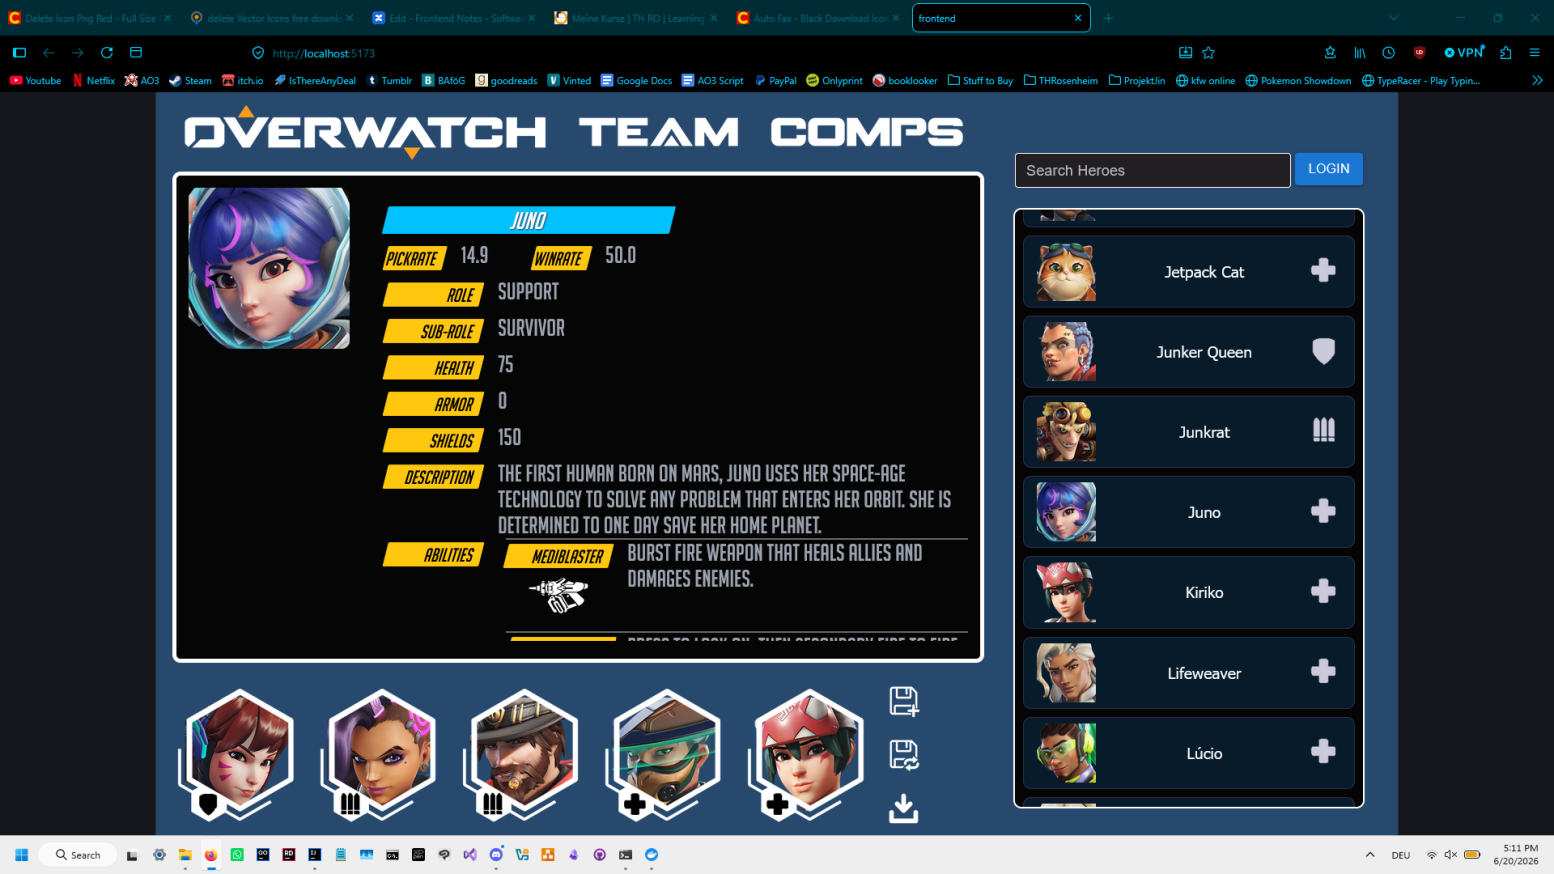 Delete Icon Png Red - Full Size
delete Vector Icons free downl
Edit - Frontend Notes - Softwa
Meine Kurse | TH RO | Learning
Auto Fax - Black Download Icon
frontend
http://localhost:5173
VPN
Youtube
Netflix
AO3
Steam
itch.io
IsThereAnyDeal
Tumblr
BAföG
goodreads
Vinted
Google Docs
AO3 Script
PayPal
Onlyprint
booklooker
Stuff to Buy
THRosenheim
ProjektJin
kfw online
Pokemon Showdown
TypeRacer - Play Typin...
OVERWATCH TEAM COMPS
Search Heroes
LOGIN
JUNO
PICKRATE 14.9 WINRATE 50.0
ROLE SUPPORT
SUB-ROLE SURVIVOR
HEALTH 75
ARMOR 0
SHIELDS 150
DESCRIPTION THE FIRST HUMAN BORN ON MARS, JUNO USES HER SPACE-AGE
TECHNOLOGY TO SOLVE ANY PROBLEM THAT ENTERS HER ORBIT. SHE IS
DETERMINED TO ONE DAY SAVE HER HOME PLANET.
ABILITIES MEDIBLASTER BURST FIRE WEAPON THAT HEALS ALLIES AND
DAMAGES ENEMIES.
Jetpack Cat
Junker Queen
Junkrat
Juno
Kiriko
Lifeweaver
Lúcio
Search
DEU
5:11 PM
6/20/2026